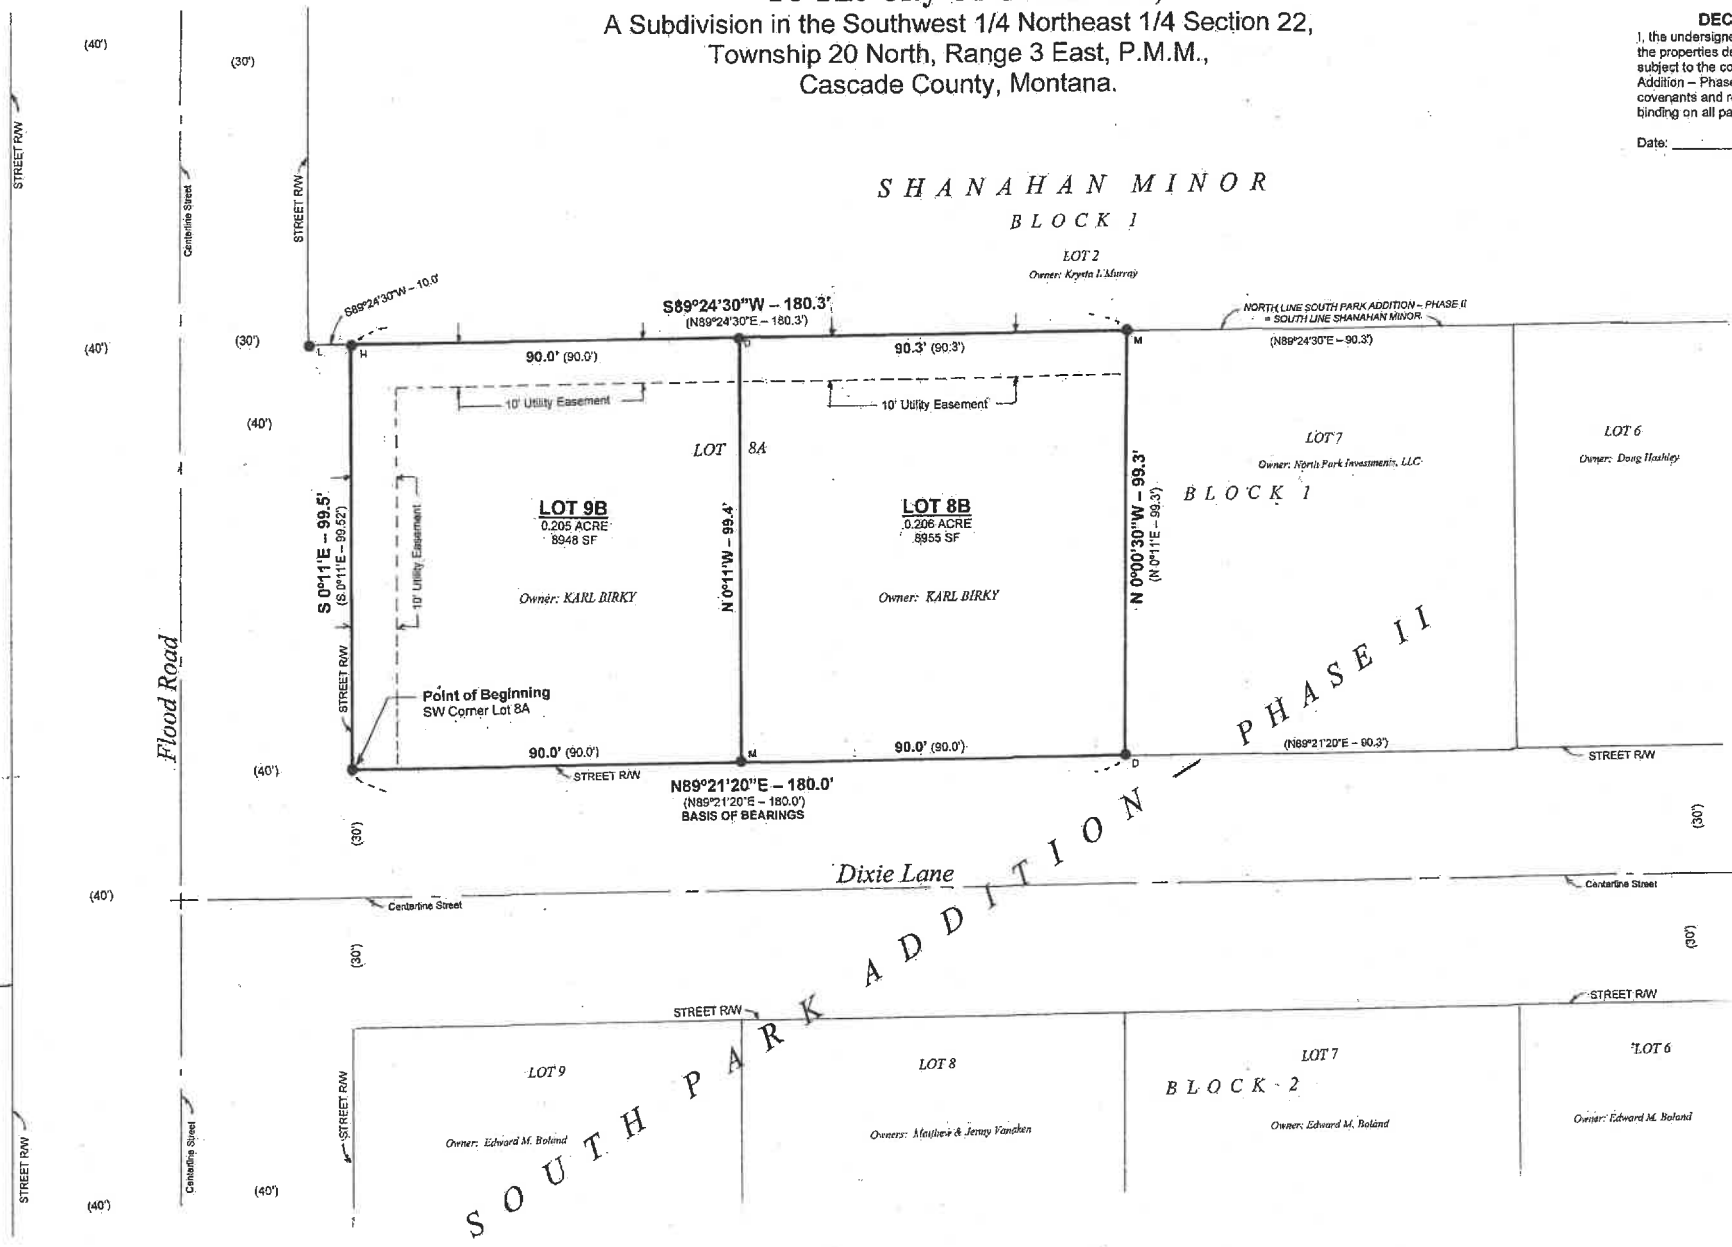 A Subdivision in the Southwest 1/4 Northeast 1/4 Section 22,
Township 20 North, Range 3 East, P.M.M.,
Cascade County, Montana.
DEC
I, the undersigne
the properties de
subject to the co
Addition – Phase
covenants and r
binding on all pa
Date:
(40')
(30')
STREET R/W
Centerline Street
STREET R/W
SHANAHAN MINOR
BLOCK 1
LOT 2
Owner: Krysta L. Murray
S89°24'30"W – 10.0'
S89°24'30"W – 180.3'
(N89°24'30"E – 180.3')
NORTH LINE SOUTH PARK ADDITION – PHASE II
= SOUTH LINE SHANAHAN MINOR
(N89°24'30"E – 90.3')
(40')
(30')
L
H
D
M
90.0' (90.0')
90.3' (90.3')
10' Utility Easement
10' Utility Easement
(40')
LOT 8A
LOT 7
Owner: North Park Investments, LLC
BLOCK 1
LOT 6
Owner: Doug Hashley
S 0°11'E – 99.5'
(S 0°11'E – 99.52')
10' Utility Easement
LOT 9B
0.205 ACRE
8948 SF
Owner: KARL BIRKY
N 0°11'W – 99.4'
LOT 8B
0.206 ACRE
8955 SF
Owner: KARL BIRKY
N 0°00'30"W – 99.3'
(N 0°11'E – 99.3')
STREET R/W
Point of Beginning
SW Corner Lot 8A
Flood Road
(40')
90.0' (90.0')
M
90.0' (90.0')
D
(N89°21'20"E – 90.3')
STREET R/W
STREET R/W
N89°21'20"E – 180.0'
(N89°21'20"E – 180.0')
BASIS OF BEARINGS
(30')
(30')
Dixie Lane
(40')
Centerline Street
Centerline Street
(30')
(30')
SOUTH PARK ADDITION – PHASE II
STREET R/W
STREET R/W
STREET R/W
LOT 9
Owner: Edward M. Boland
LOT 8
Owners: Matthew & Jenny Vanaken
LOT 7
BLOCK 2
Owner: Edward M. Boland
LOT 6
Owner: Edward M. Boland
STREET R/W
Centerline Street
(40')
(40')